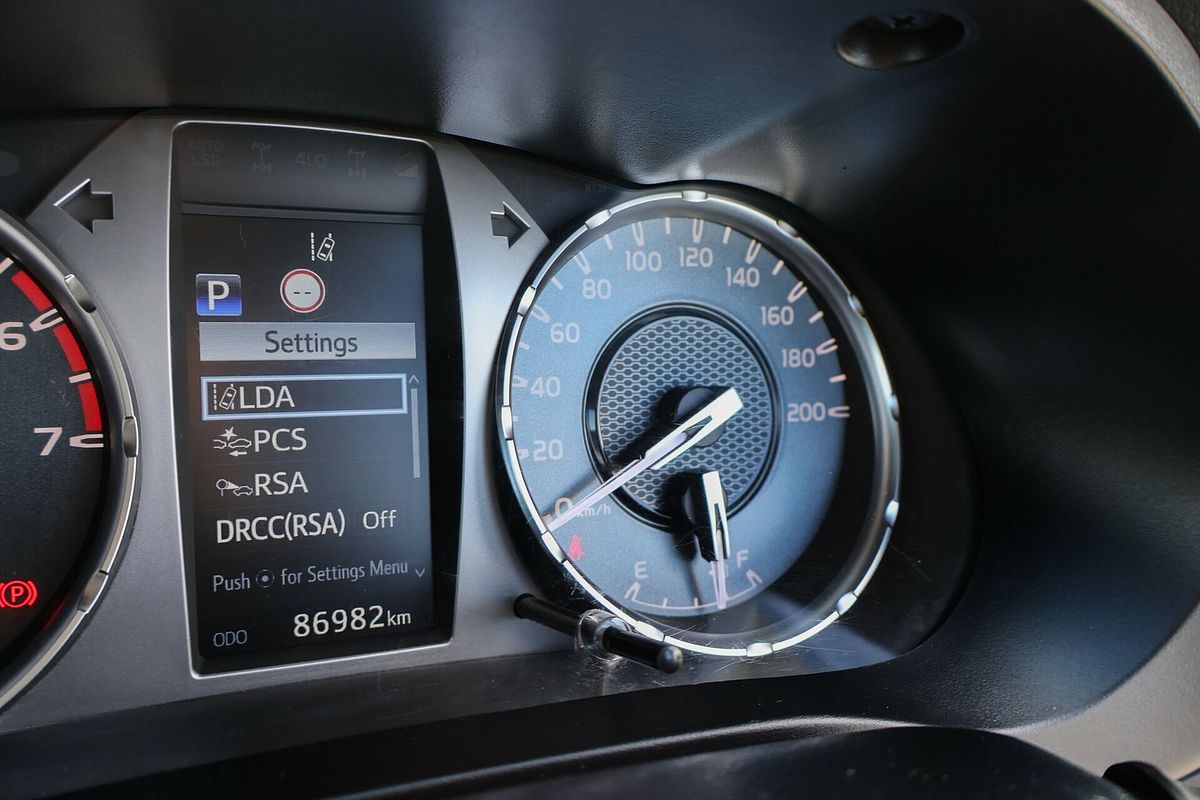 AUTO
LSD
4LO
P
--
Settings
LDA
PCS
RSA
DRCC(RSA) Off
Push for Settings Menu
ODO 86982km
6
7
(P)
0
20
40
60
80
100
120
140
160
180
200
km/h
E F